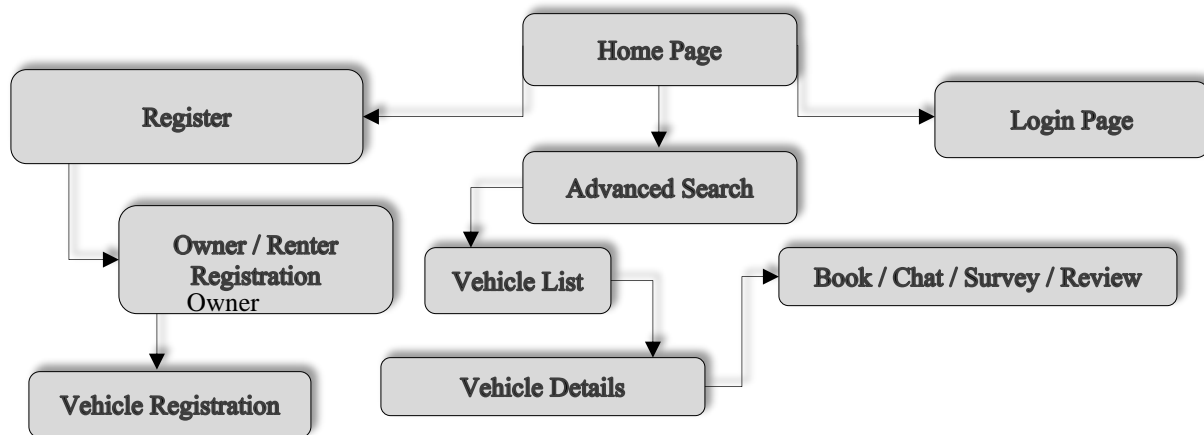 Home Page
Register
Login Page
Advanced Search
Owner / Renter
Registration
Owner
Vehicle List
Book / Chat / Survey / Review
Vehicle Details
Vehicle Registration